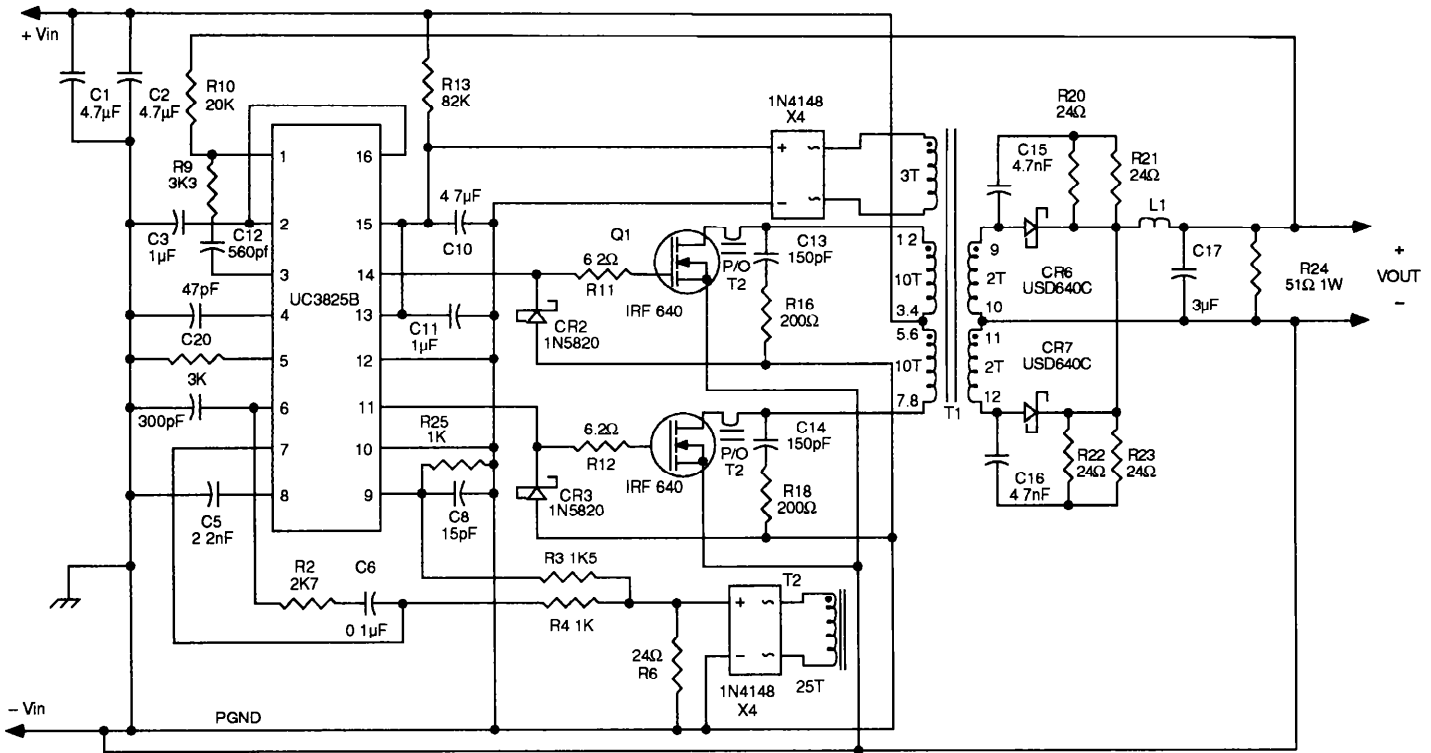 + Vin
C1
4.7µF
C2
4.7µF
R10
20K
R13
82K
1N4148
X4
+ ~
– ~
3T
R20
24Ω
C15
4.7nF
R21
24Ω
L1
R9
3K3
1
16
4 7µF
C10
C3
1µF
2
15
C12
560pf
3
14
UC3825B
47pF
C20
4
13
C11
1µF
3K
5
12
300pF
6
11
R25
1K
7
10
8
9
C5
2 2nF
C8
15pF
Q1
6 2Ω
R11
IRF 640
P/O
T2
C13
150pF
R16
200Ω
CR2
1N5820
1 2
10T
3.4
5.6
10T
7.8
T1
9
2T
10
11
2T
12
CR6
USD640C
CR7
USD640C
C17
3µF
R24
51Ω 1W
+
VOUT
–
6.2Ω
R12
IRF 640
P/O
T2
C14
150pF
R18
200Ω
CR3
1N5820
C16
4 7nF
R22
24Ω
R23
24Ω
R2
2K7
C6
0 1µF
R3 1K5
R4 1K
24Ω
R6
T2
+ ~
– ~
1N4148
X4
25T
– Vin
PGND